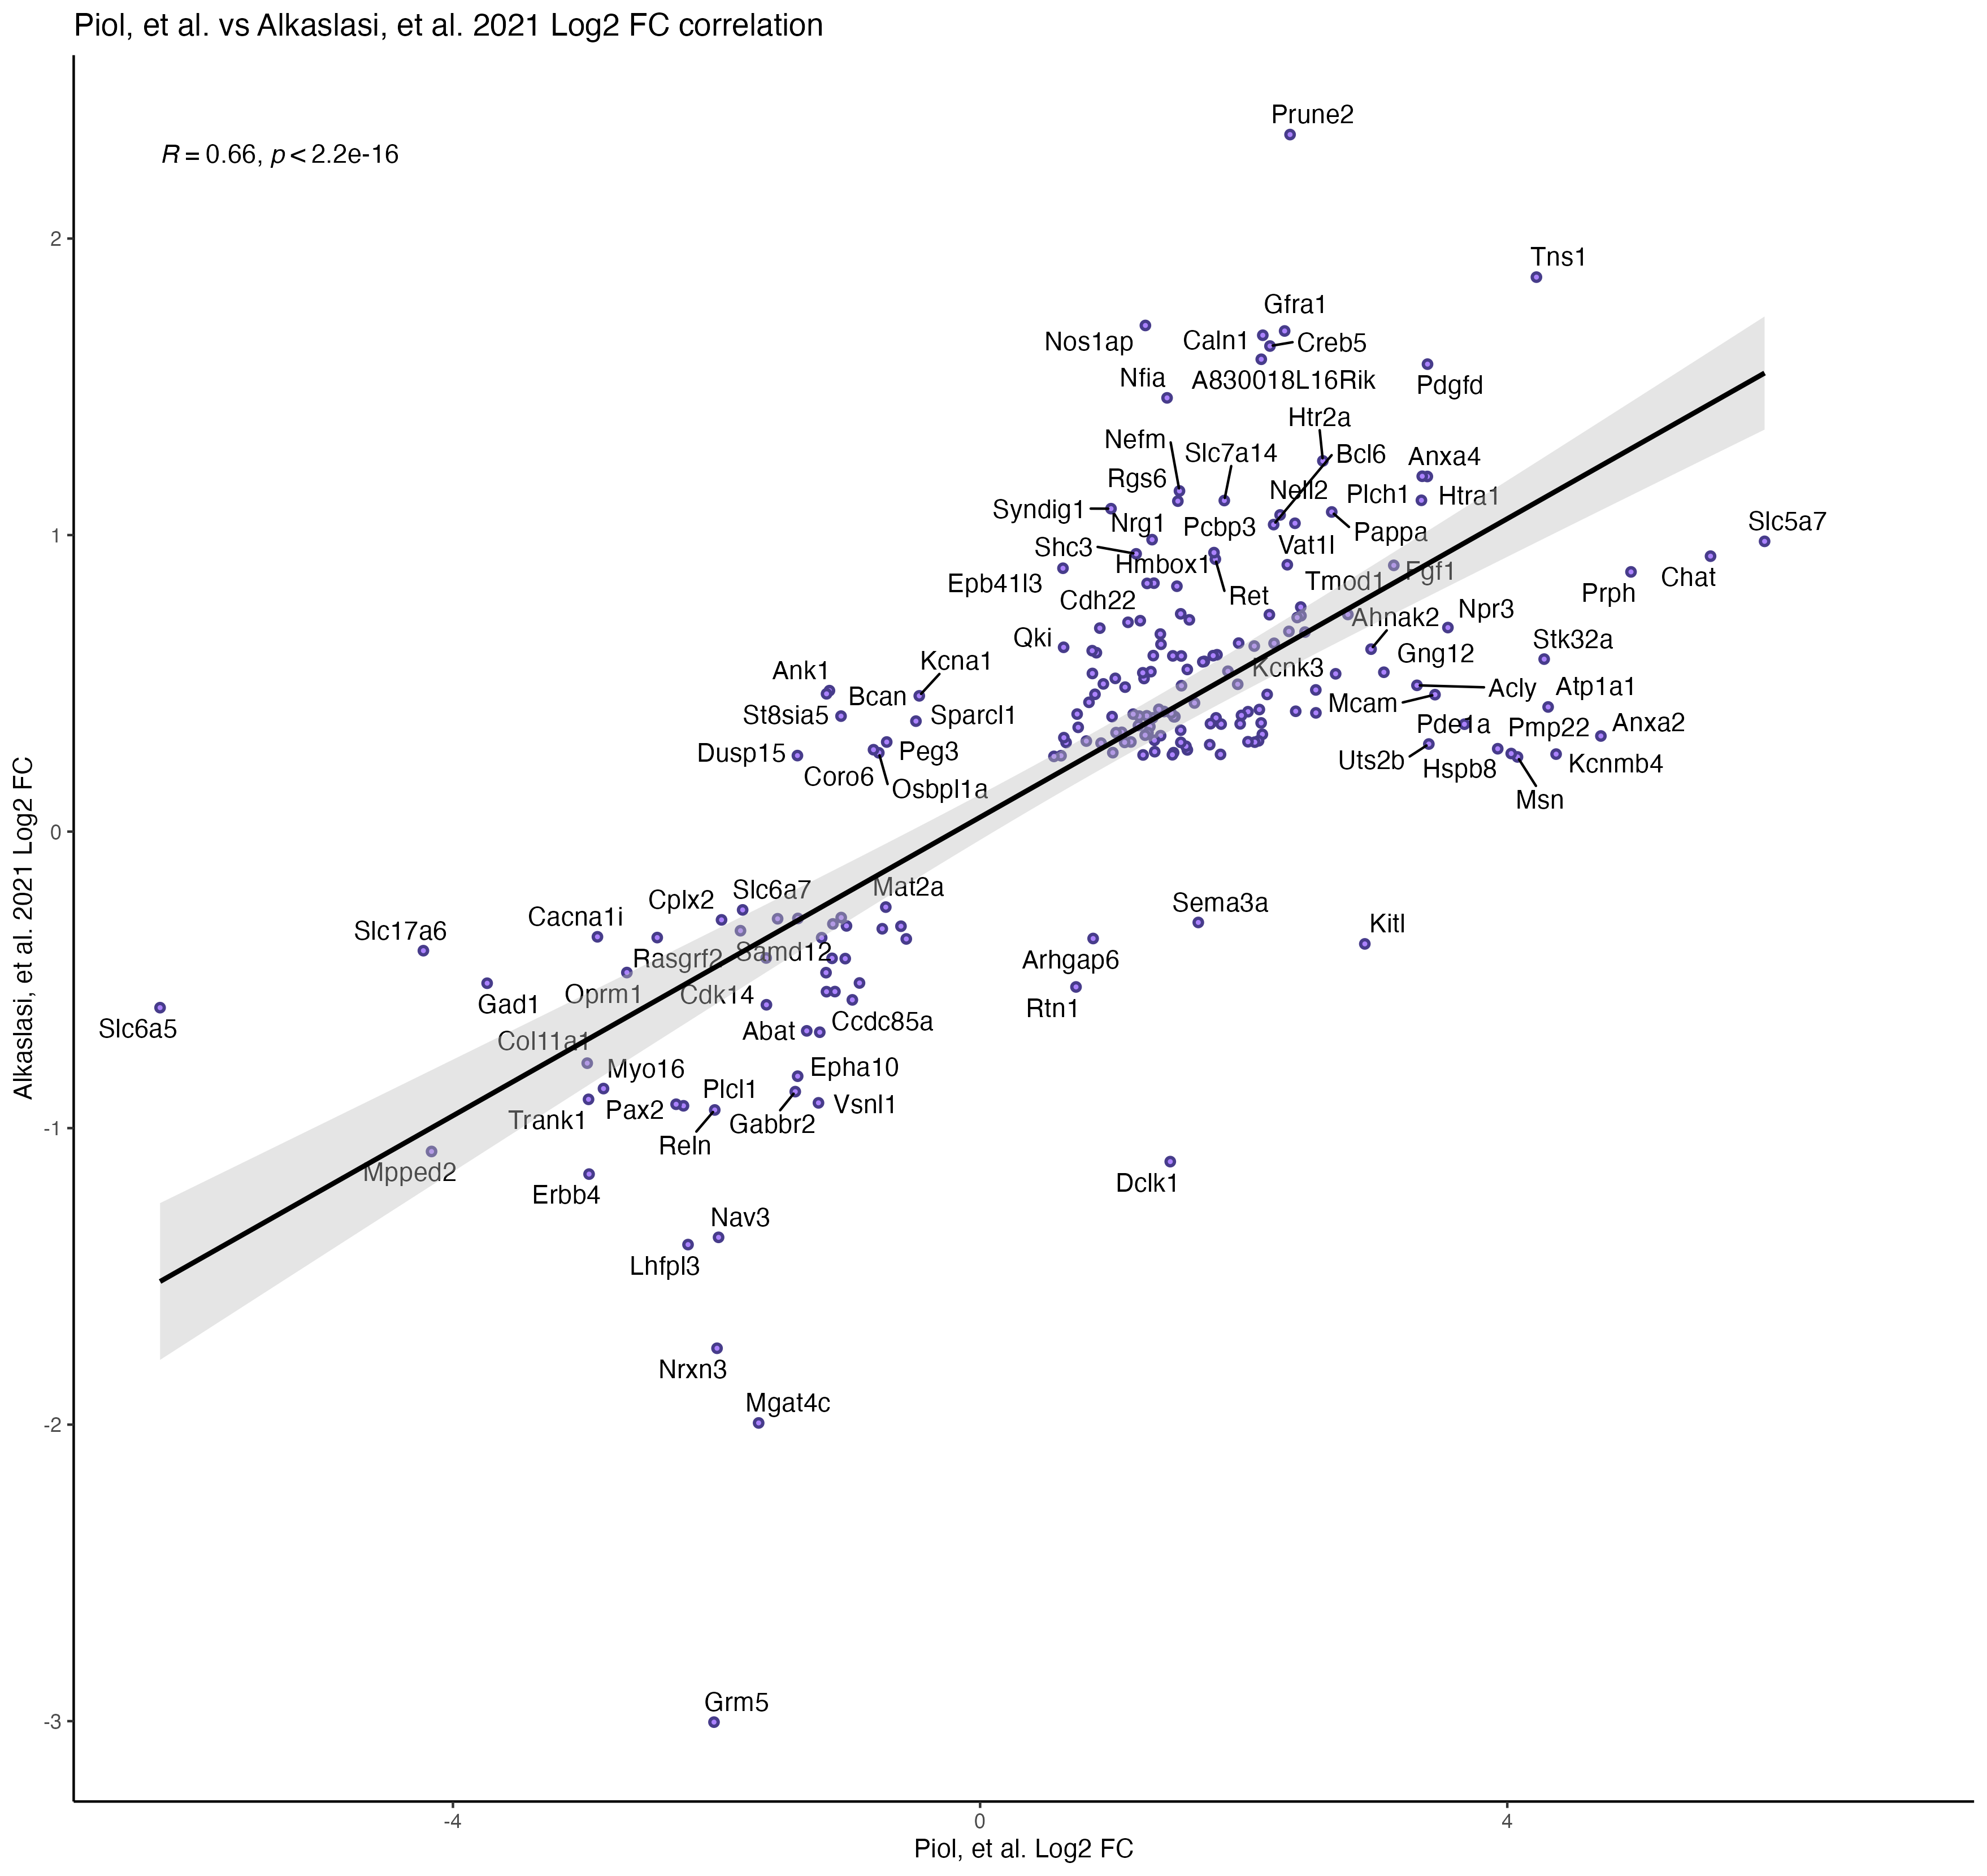 Piol, et al. vs Alkaslasi, et al. 2021 Log2 FC correlation
R = 0.66, p < 2.2e-16
Prune2
2
Tns1
Gfra1
Nos1ap
Caln1
Creb5
Nfia
A830018L16Rik
Pdgfd
Htr2a
Nefm
Slc7a14
Bcl6
Anxa4
Rgs6
Nell2
Plch1
Htra1
Syndig1
Nrg1
Pcbp3
Pappa
Slc5a7
1
Shc3
Hmbox1
Vat1l
Epb41l3
Tmod1
Fgf1
Chat
Cdh22
Ret
Prph
Ahnak2
Npr3
Qki
Stk32a
Ank1
Kcna1
Kcnk3
Gng12
Bcan
Acly
Atp1a1
St8sia5
Sparcl1
Mcam
Pde1a
Pmp22
Anxa2
Dusp15
Peg3
Uts2b
Hspb8
Kcnmb4
Coro6
Osbpl1a
Msn
0
Alkaslasi, et al. 2021 Log2 FC
Cplx2
Slc6a7
Mat2a
Sema3a
Slc17a6
Cacna1i
Kitl
Rasgrf2
Samd12
Arhgap6
Gad1
Oprm1
Cdk14
Rtn1
Slc6a5
Col11a1
Abat
Ccdc85a
Myo16
Plcl1
Epha10
Trank1
Pax2
Gabbr2
Vsnl1
-1
Reln
Mpped2
Erbb4
Dclk1
Nav3
Lhfpl3
Nrxn3
Mgat4c
-2
Grm5
-3
-4
0
4
Piol, et al. Log2 FC